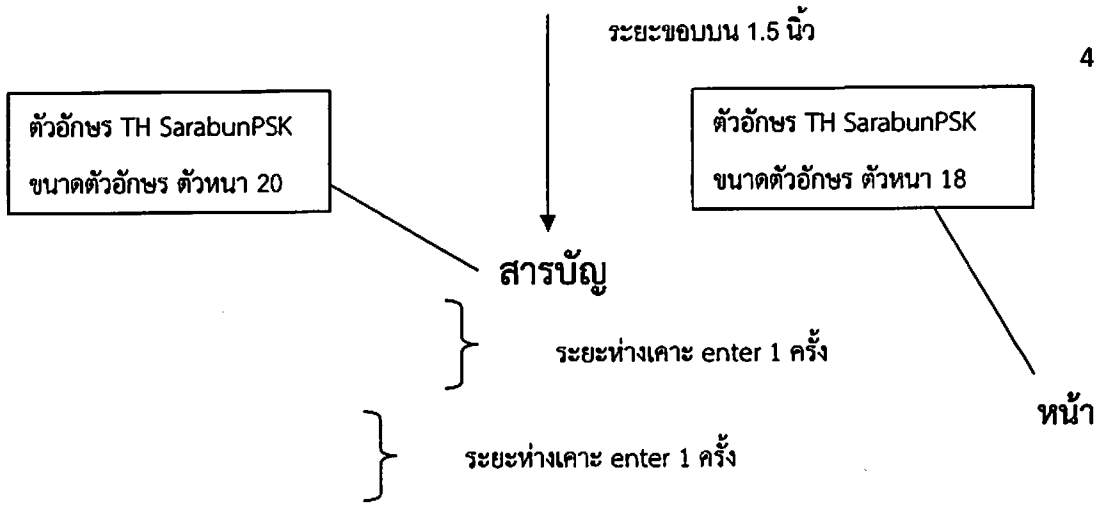 ระยะขอบบน 1.5 นิ้ว
4
ตัวอักษร TH SarabunPSK
ขนาดตัวอักษร ตัวหนา 20
ตัวอักษร TH SarabunPSK
ขนาดตัวอักษร ตัวหนา 18
สารบัญ
ระยะห่างเคาะ enter 1 ครั้ง
หน้า
ระยะห่างเคาะ enter 1 ครั้ง